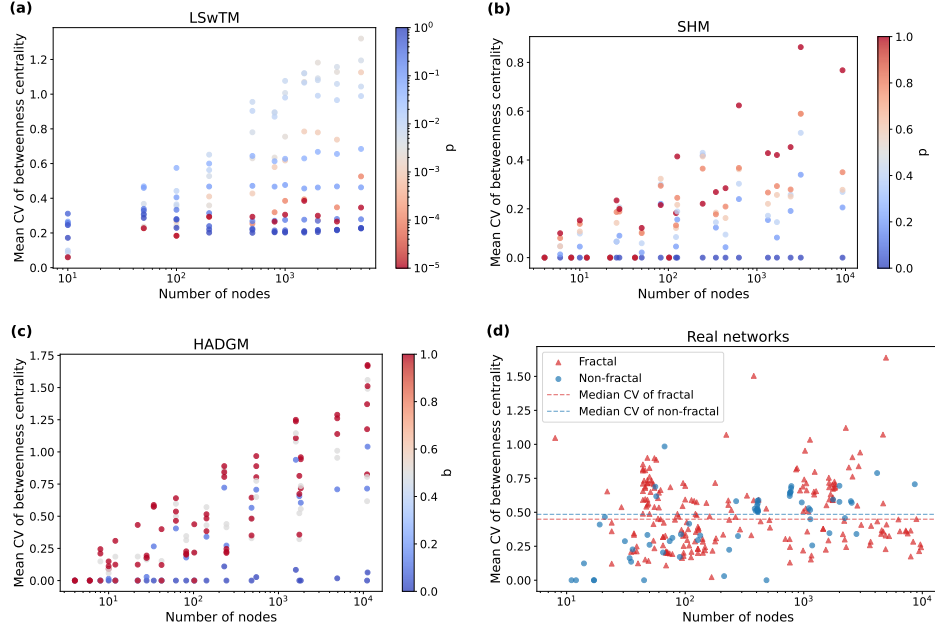 (a)
LSwTM
Mean CV of betweenness centrality
1.2
1.0
0.8
0.6
0.4
0.2
0.0
10^1
10^2
10^3
Number of nodes
10^0
10^-1
10^-2
10^-3
10^-4
10^-5
p
(b)
SHM
Mean CV of betweenness centrality
0.8
0.6
0.4
0.2
0.0
10^1
10^2
10^3
10^4
Number of nodes
1.0
0.8
0.6
0.4
0.2
0.0
p
(c)
HADGM
Mean CV of betweenness centrality
1.75
1.50
1.25
1.00
0.75
0.50
0.25
0.00
10^1
10^2
10^3
10^4
Number of nodes
1.0
0.8
0.6
0.4
0.2
0.0
b
(d)
Real networks
Mean CV of betweenness centrality
1.50
1.25
1.00
0.75
0.50
0.25
0.00
Fractal
Non-fractal
Median CV of fractal
Median CV of non-fractal
10^1
10^2
10^3
10^4
Number of nodes